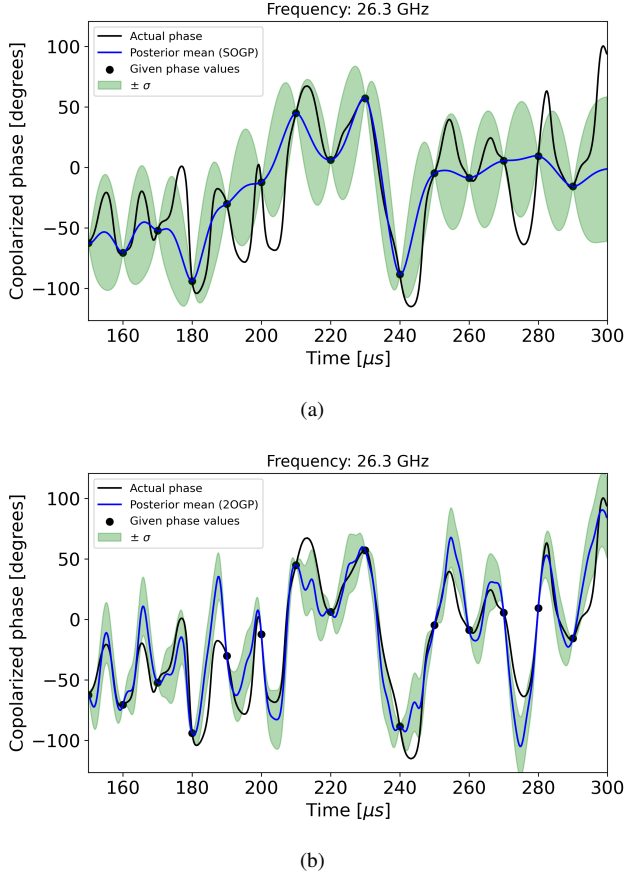 Frequency: 26.3 GHz
Actual phase
Posterior mean (SOGP)
Given phase values
± σ
Copolarized phase [degrees]
100
50
0
−50
−100
160 180 200 220 240 260 280 300
Time [μs]
(a)
Frequency: 26.3 GHz
Actual phase
Posterior mean (2OGP)
Given phase values
± σ
Copolarized phase [degrees]
100
50
0
−50
−100
160 180 200 220 240 260 280 300
Time [μs]
(b)